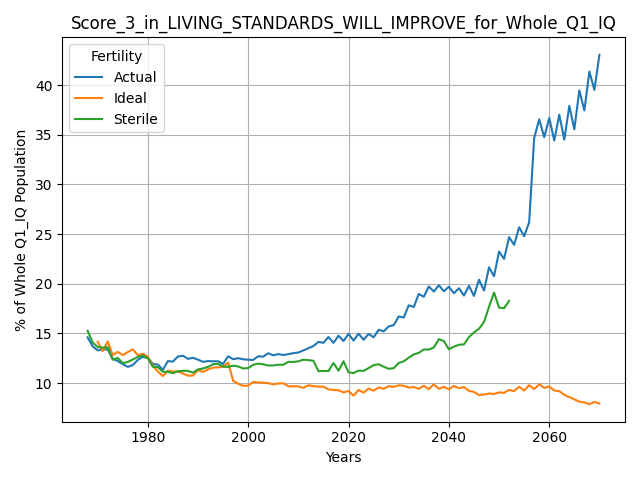 Score_3_in_LIVING_STANDARDS_WILL_IMPROVE_for_Whole_Q1_IQ
Fertility
Actual
Ideal
Sterile
% of Whole Q1_IQ Population
40
35
30
25
20
15
10
1980
2000
2020
2040
2060
Years